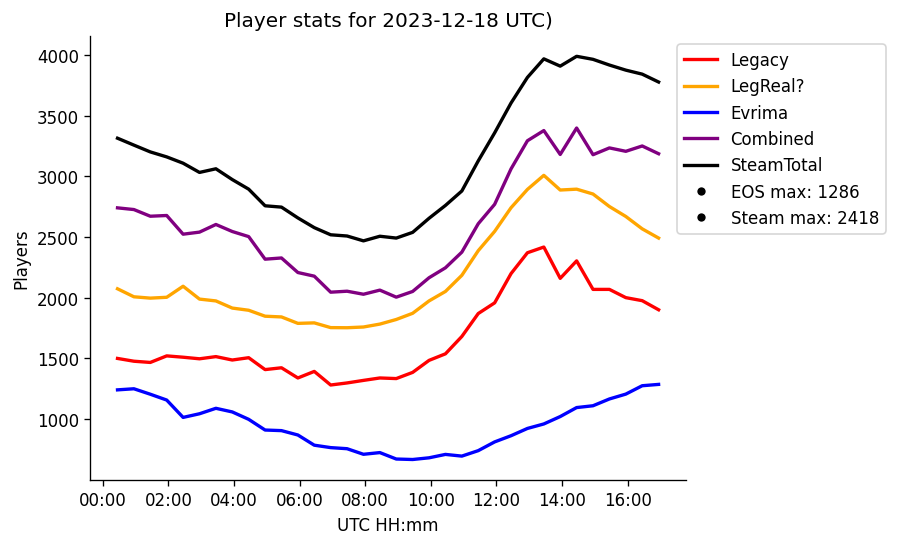 Player stats for 2023-12-18 UTC)
4000
3500
3000
2500
2000
1500
1000
Players
00:00 02:00 04:00 06:00 08:00 10:00 12:00 14:00 16:00
UTC HH:mm
Legacy
LegReal?
Evrima
Combined
SteamTotal
EOS max: 1286
Steam max: 2418